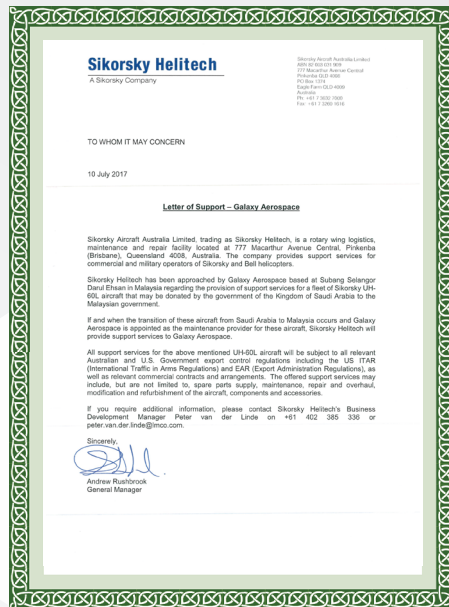 Sikorsky Helitech
A Sikorsky Company
Sikorsky Aircraft Australia Limited
777 Macarthur Avenue Central
Pinkenba QLD 4008
PO Box 1374
Eagle Farm QLD 4009
Australia
TO WHOM IT MAY CONCERN
10 July 2017
Letter of Support – Galaxy Aerospace
Sikorsky Aircraft Australia Limited, trading as Sikorsky Helitech, is a rotary wing logistics,
maintenance and repair facility located at 777 Macarthur Avenue Central, Pinkenba
(Brisbane), Queensland 4008, Australia. The company provides support services for
commercial and military operators of Sikorsky and Bell helicopters.
Sikorsky Helitech has been approached by Galaxy Aerospace based at Subang Selangor
Darul Ehsan in Malaysia regarding the provision of support services for a fleet of Sikorsky UH-
60L aircraft that may be donated by the government of the Kingdom of Saudi Arabia to the
Malaysian government.
If and when the transition of these aircraft from Saudi Arabia to Malaysia occurs and Galaxy
Aerospace is appointed as the maintenance provider for these aircraft, Sikorsky Helitech will
provide support services to Galaxy Aerospace.
All support services for the above mentioned UH-60L aircraft will be subject to all relevant
Australian and U.S. Government export control regulations including the US ITAR
(International Traffic in Arms Regulations) and EAR (Export Administration Regulations), as
well as relevant commercial contracts and arrangements. The offered support services may
include, but are not limited to, spare parts supply, maintenance, repair and overhaul,
modification and refurbishment of the aircraft, components and accessories.
If you require additional information, please contact Sikorsky Helitech's Business
Development Manager Peter van der Linde on +61 402 385 336 or
peter.van.der.linde@lmco.com.
Sincerely,
Andrew Rushbrook
General Manager